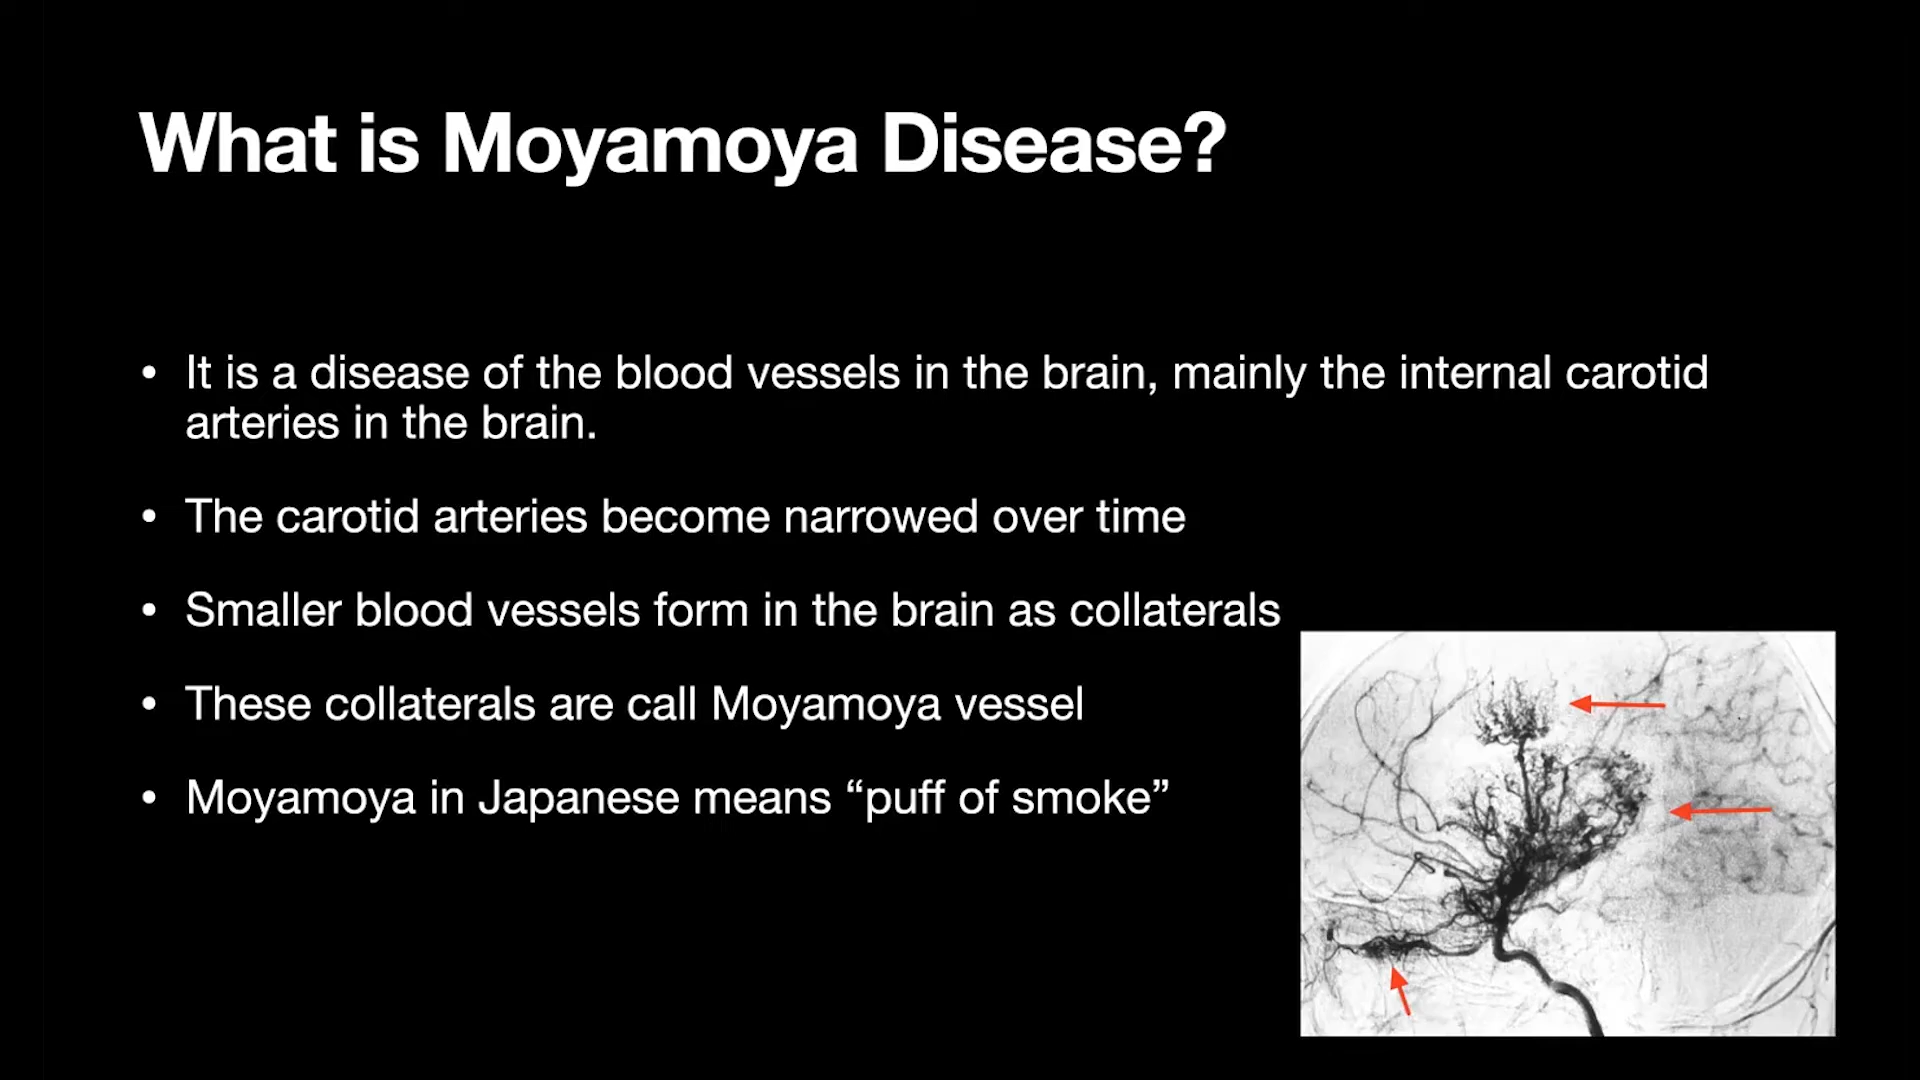 What is Moyamoya Disease?
• It is a disease of the blood vessels in the brain, mainly the internal carotid
arteries in the brain.
• The carotid arteries become narrowed over time
• Smaller blood vessels form in the brain as collaterals
• These collaterals are call Moyamoya vessel
• Moyamoya in Japanese means “puff of smoke”